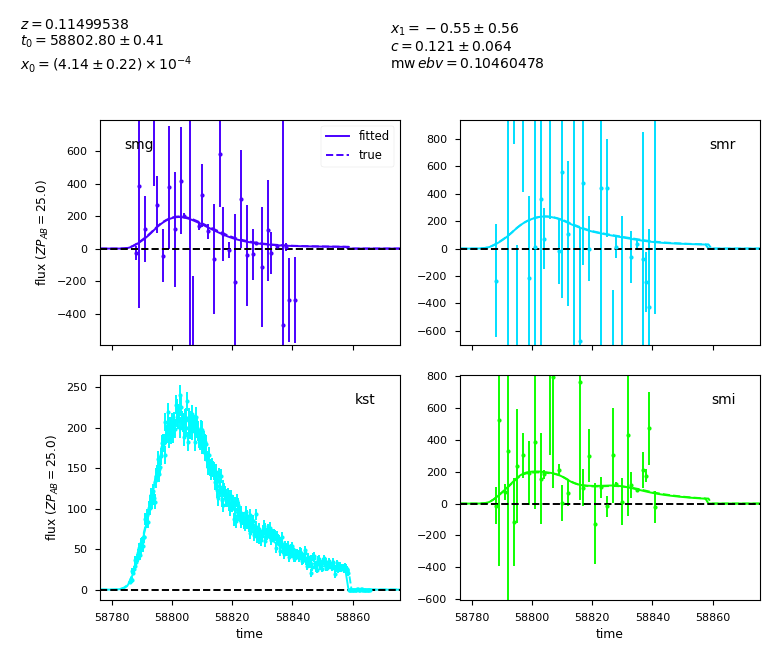 z = 0.11499538
t₀ = 58802.80 ± 0.41
x₀ = (4.14 ± 0.22) × 10⁻⁴
x₁ = −0.55 ± 0.56
c = 0.121 ± 0.064
mw ebv = 0.10460478
smg
fitted
true
flux (ZP_AB = 25.0)
600
400
200
0
−200
−400
smr
800
600
400
200
0
−200
−400
−600
kst
flux (ZP_AB = 25.0)
250
200
150
100
50
0
58780 58800 58820 58840 58860
time
smi
800
600
400
200
0
−200
−400
−600
58780 58800 58820 58840 58860
time